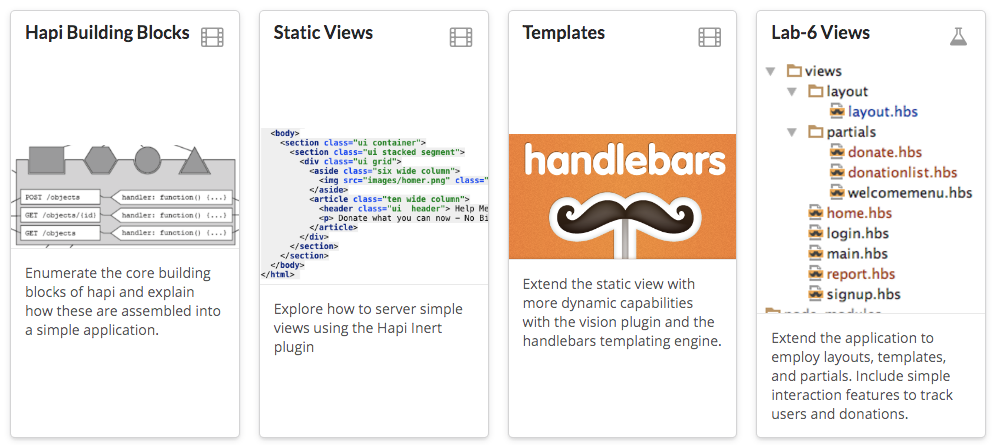 Hapi Building Blocks
POST /objects
handler: function() {...}
GET /objects/{id}
handler: function() {...}
GET /objects
handler: function() {...}
Enumerate the core building
blocks of hapi and explain
how these are assembled into
a simple application.
Static Views
<body>
<section class="ui container">
<section class="ui stacked segment">
<div class="ui grid">
<aside class="six wide column">
<img src="images/homer.png" class="
</aside>
<article class="ten wide column">
<header class="ui  header"> Help Me
<p> Donate what you can now – No Bi
</article>
</div>
</section>
</section>
</body>
</html>
Explore how to server simple
views using the Hapi Inert
plugin
Templates
handlebars
Extend the static view with
more dynamic capabilities
with the vision plugin and the
handlebars templating engine.
Lab-6 Views
views
layout
layout.hbs
partials
donate.hbs
donationlist.hbs
welcomemenu.hbs
home.hbs
login.hbs
main.hbs
report.hbs
signup.hbs
Extend the application to
employ layouts, templates,
and partials. Include simple
interaction features to track
users and donations.